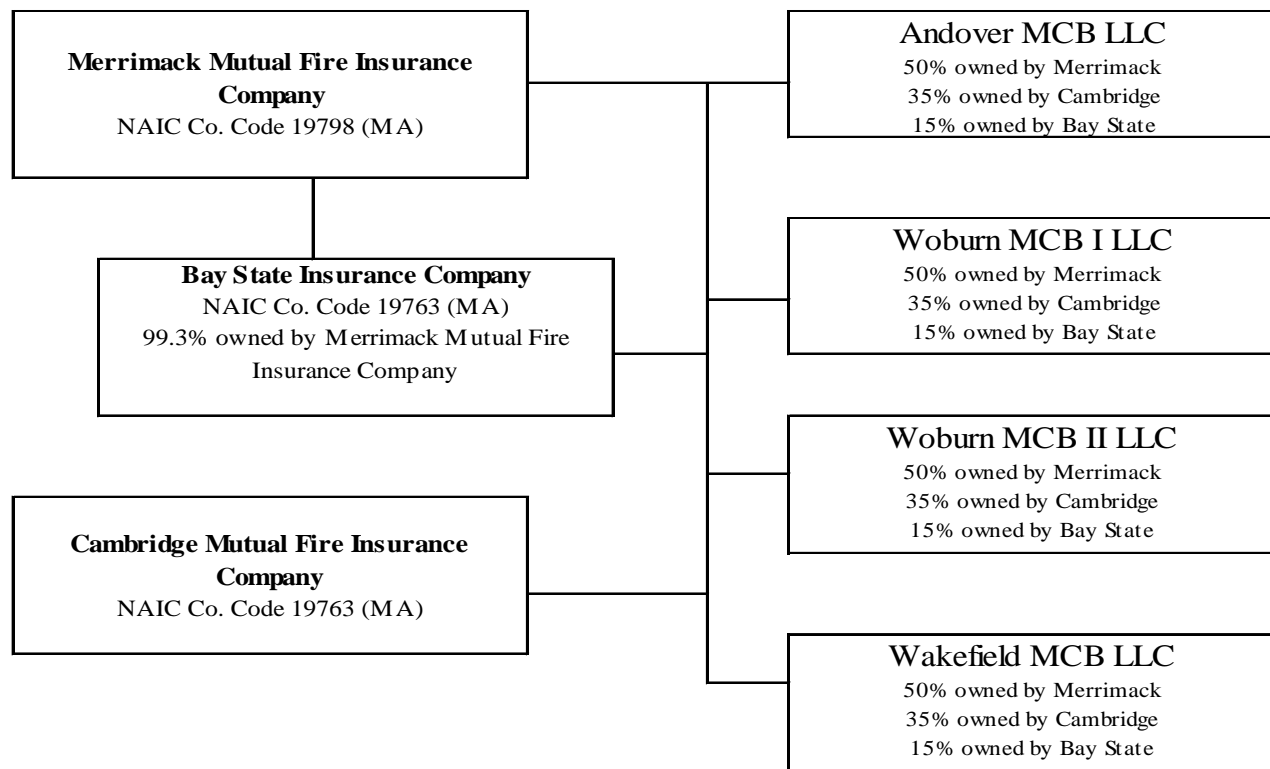 Merrimack Mutual Fire Insurance
Company
NAIC Co. Code 19798 (MA)
Bay State Insurance Company
NAIC Co. Code 19763 (MA)
99.3% owned by Merrimack Mutual Fire
Insurance Company
Cambridge Mutual Fire Insurance
Company
NAIC Co. Code 19763 (MA)
Andover MCB LLC
50% owned by Merrimack
35% owned by Cambridge
15% owned by Bay State
Woburn MCB I LLC
50% owned by Merrimack
35% owned by Cambridge
15% owned by Bay State
Woburn MCB II LLC
50% owned by Merrimack
35% owned by Cambridge
15% owned by Bay State
Wakefield MCB LLC
50% owned by Merrimack
35% owned by Cambridge
15% owned by Bay State